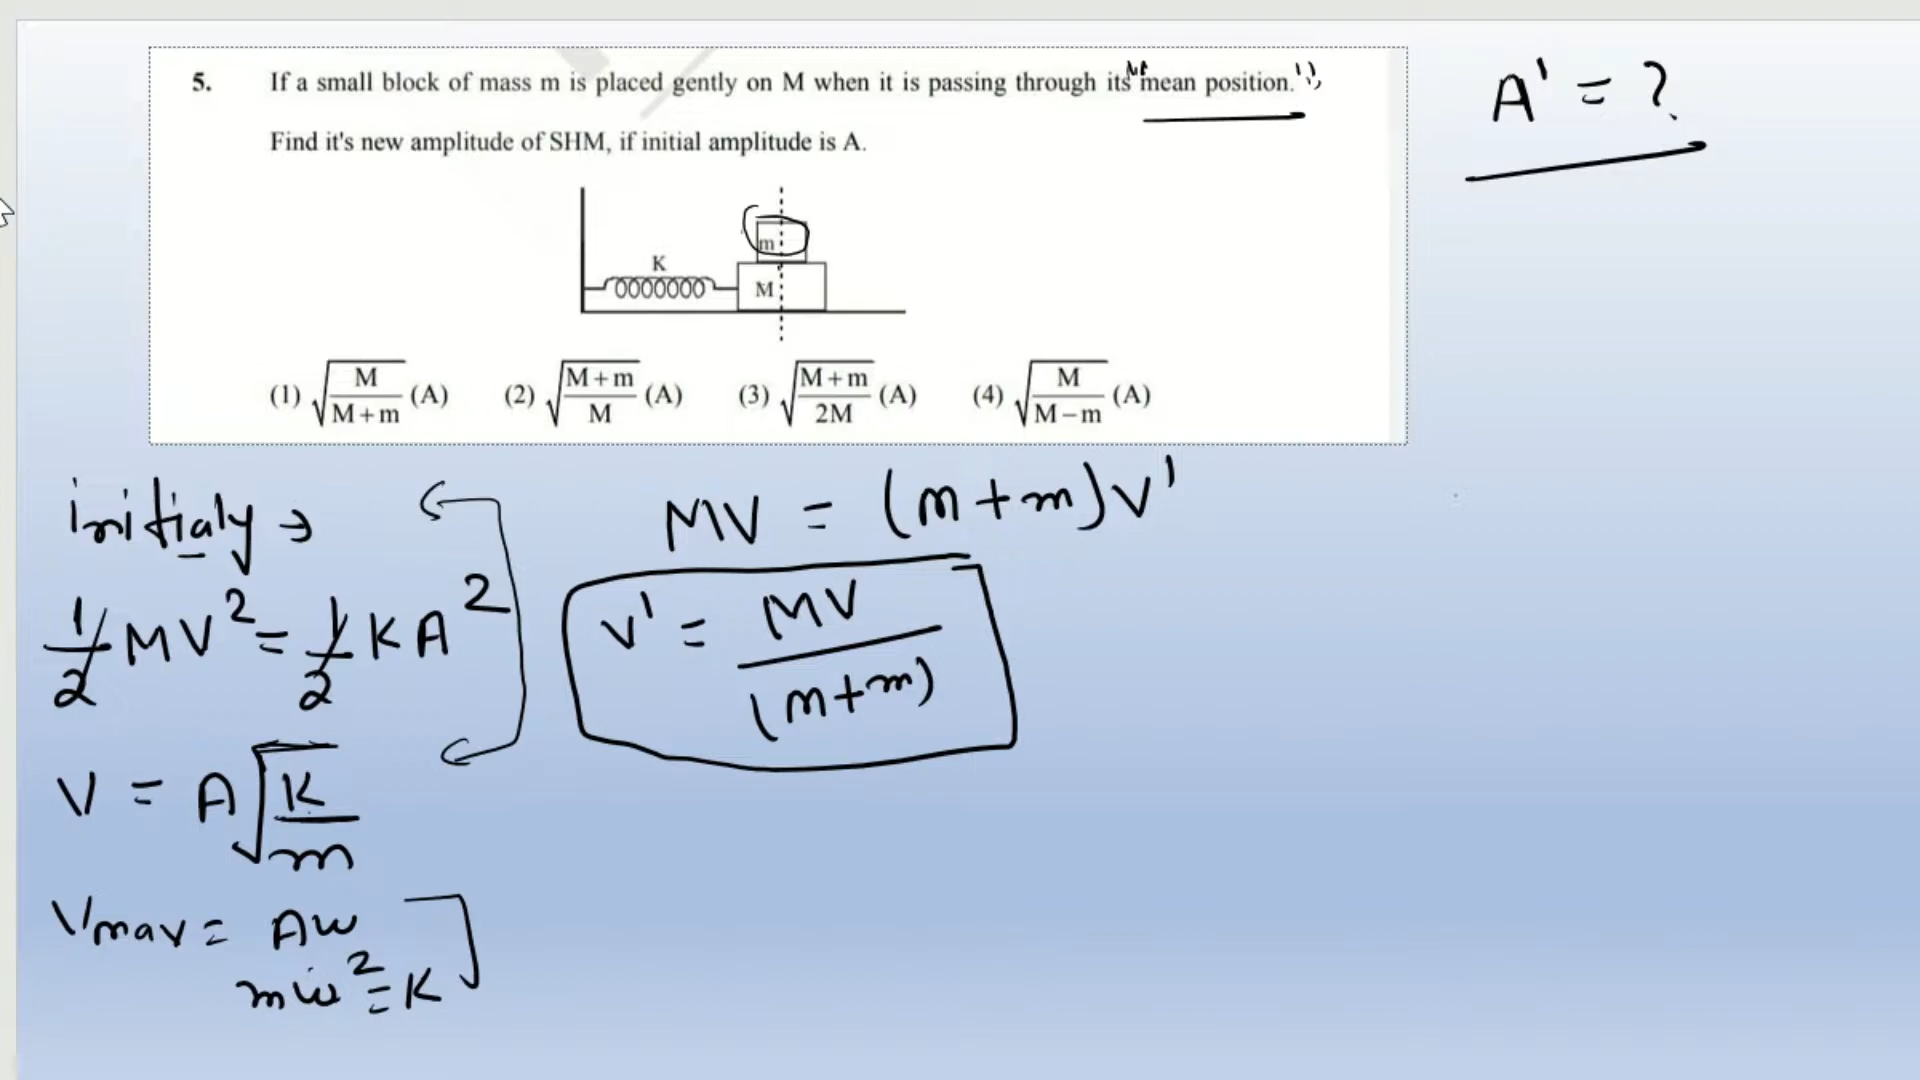 5. If a small block of mass m is placed gently on M when it is passing through its mean position.
Find it's new amplitude of SHM, if initial amplitude is A.
A' = ?
m
K
M
(1) √(M/(M+m)) (A) (2) √((M+m)/M) (A) (3) √((M+m)/2M) (A) (4) √(M/(M−m)) (A)
initialy →
1/2 MV² = 1/2 KA²
V = A√(K/m)
Vmax = Aw
mw² = K
MV = (m+m)V'
V' = MV/(m+m)